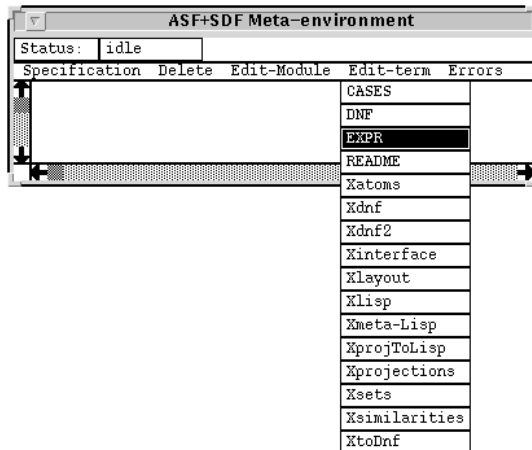 ASF+SDF Meta-environment
Status: idle
Specification Delete Edit-Module Edit-term Errors
CASES
DNF
EXPR
README
Xatoms
Xdnf
Xdnf2
Xinterface
Xlayout
Xlisp
Xmeta-Lisp
XprojToLisp
Xprojections
Xsets
Xsimilarities
XtoDnf